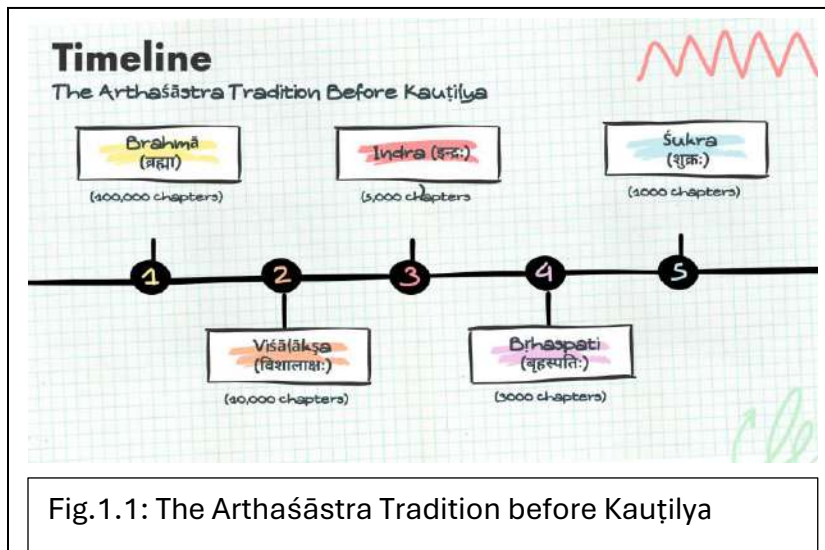 Timeline
The Arthaśāstra Tradition Before Kauṭilya
Brahmā
(ब्रह्मा)
(100,000 chapters)
Indra (इन्द्र:)
(5,000 chapters)
Śukra
(शुक्र:)
(1000 chapters)
1
2
3
4
5
Viśālākṣa
(विशालाक्ष:)
(10,000 chapters)
Bṛhaspati
(बृहस्पति:)
(3000 chapters)
Fig.1.1: The Arthaśāstra Tradition before Kauṭilya